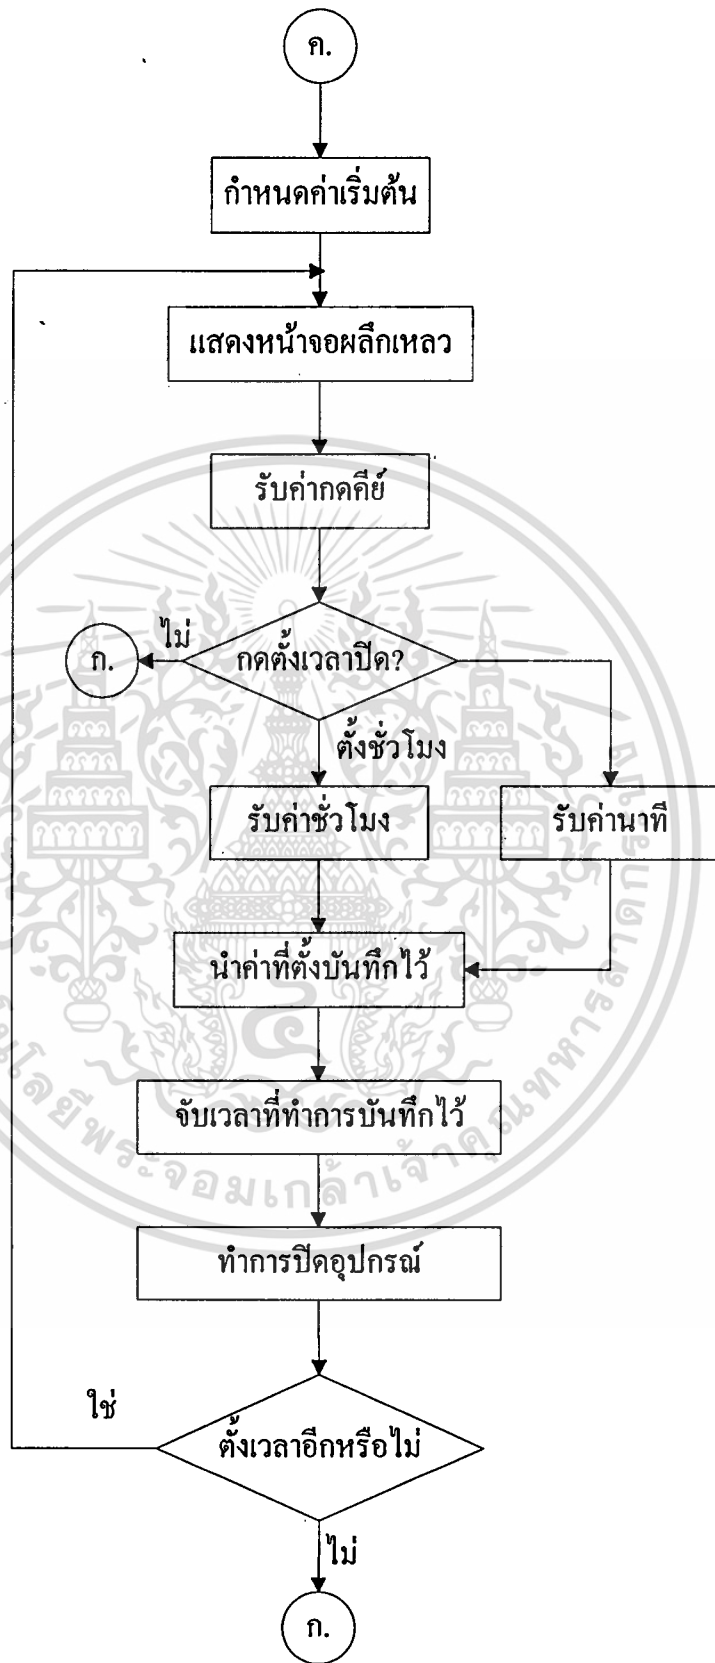 ค.
กำหนดค่าเริ่มต้น
แสดงหน้าจอผลึกเหลว
รับค่ากดคีย์
ไม่
ก.
กดตั้งเวลาปิด?
ตั้งชั่วโมง
รับค่าชั่วโมง
รับค่านาที
นำค่าที่ตั้งบันทึกไว้
จับเวลาที่ทำการบันทึกไว้
ทำการปิดอุปกรณ์
ใช่
ตั้งเวลาอีกหรือไม่
ไม่
ก.